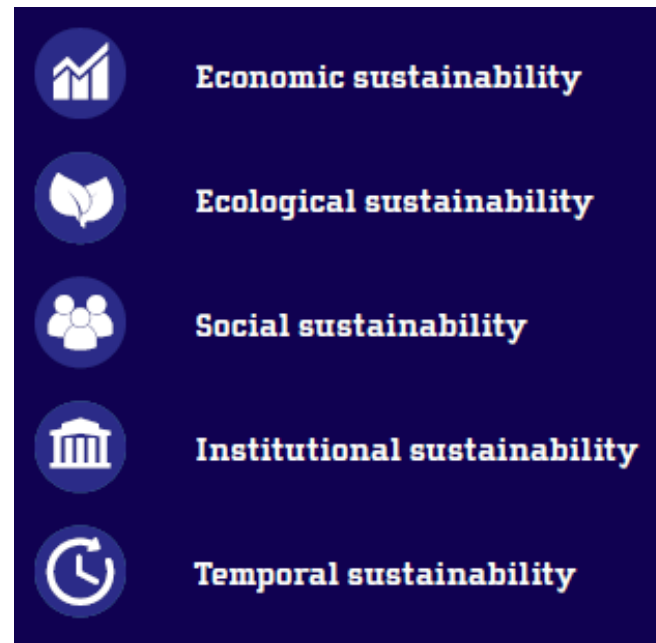 Economic sustainability
Ecological sustainability
Social sustainability
Institutional sustainability
Temporal sustainability